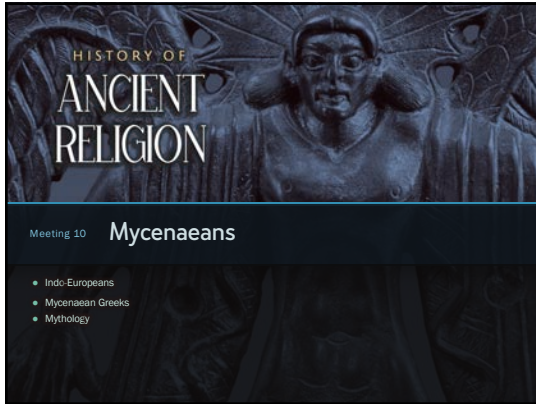 HISTORY OF
ANCIENT
RELIGION
Meeting 10 Mycenaeans
Indo-Europeans
Mycenaean Greeks
Mythology